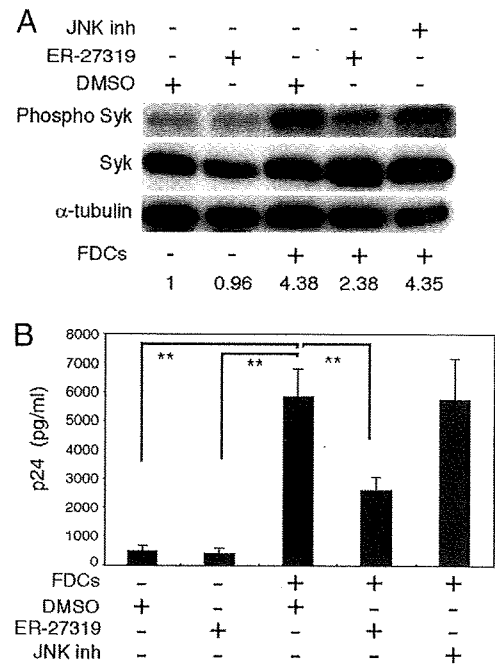 A
JNK inh - - - - +
ER-27319 - + - + -
DMSO + - + - -
Phospho Syk
Syk
α-tubulin
FDCs - - + + +
1 0.96 4.38 2.38 4.35
B
8000
7000
6000
5000
4000
3000
2000
1000
0
p24 (pg/ml)
** ** **
FDCs - - + + +
DMSO + - + - -
ER-27319 - + - + -
JNK inh - - - - +